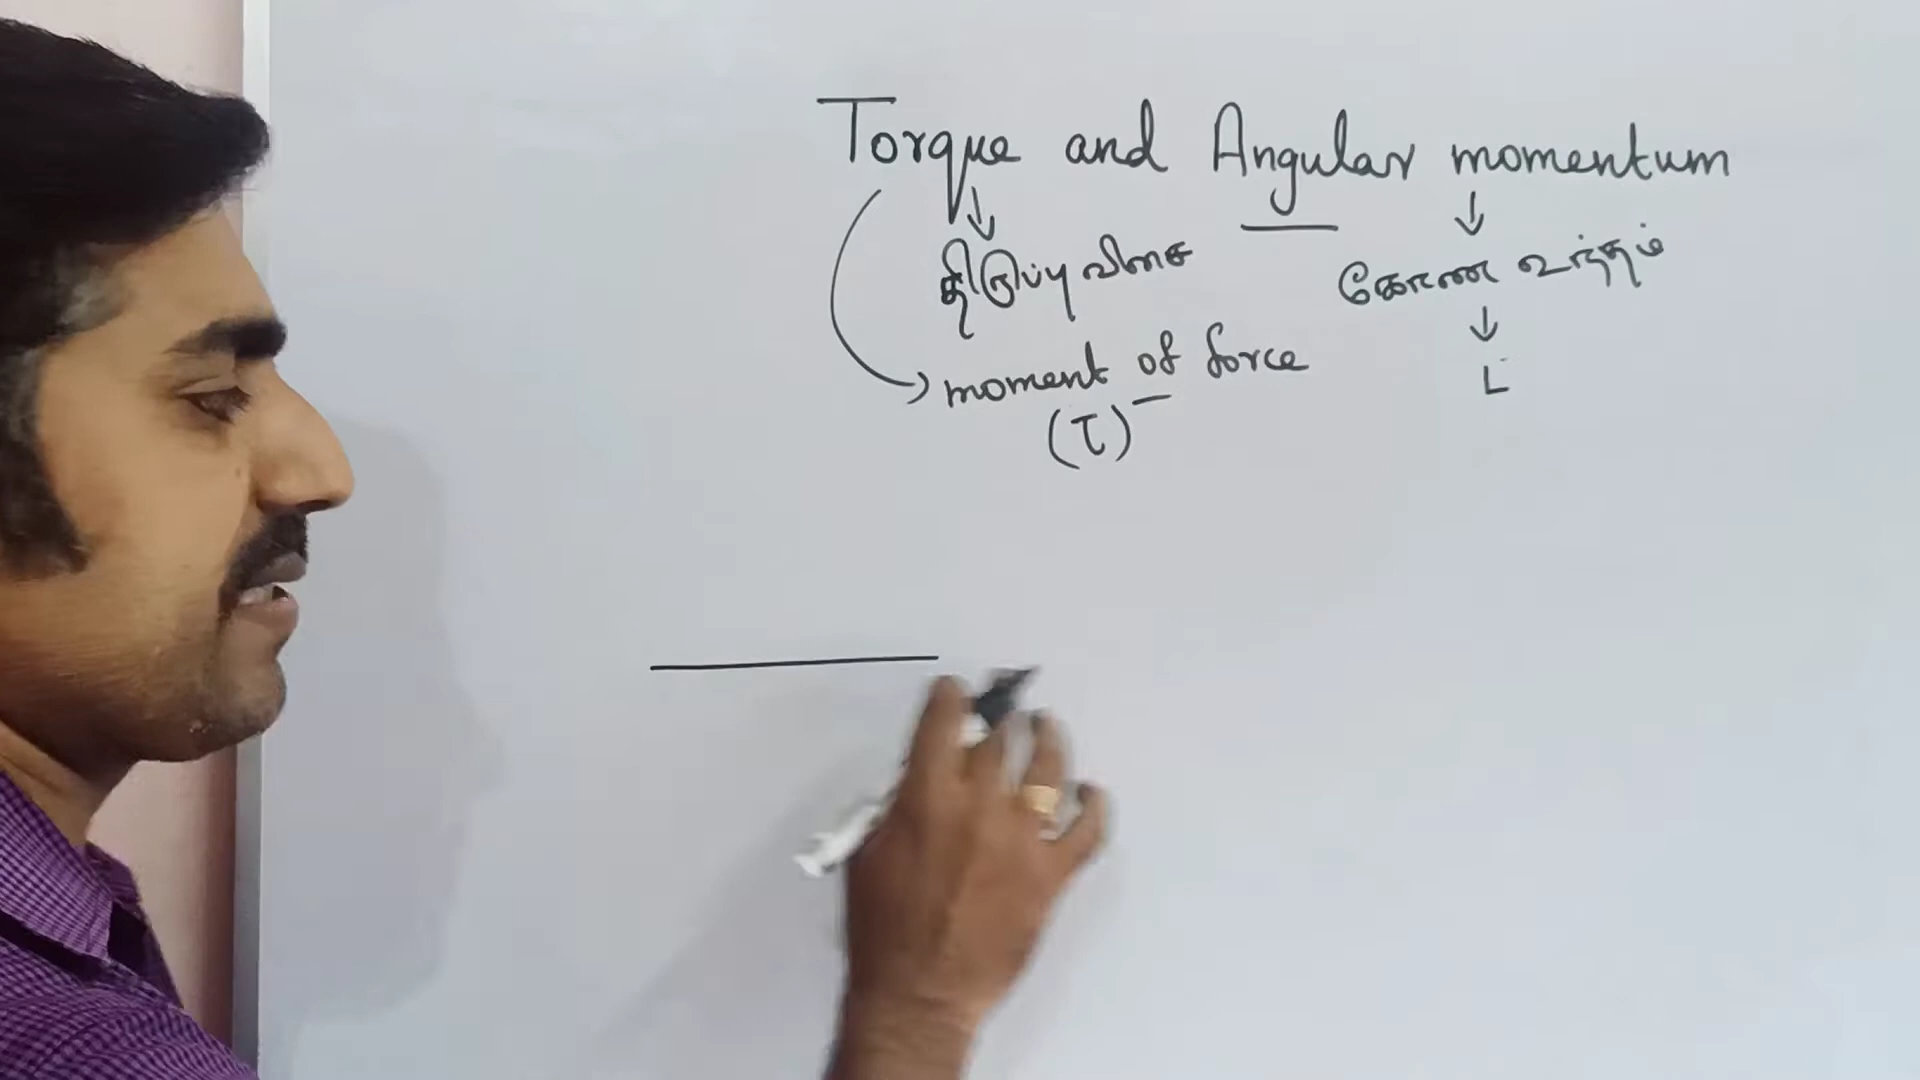 Torque and Angular momentum
திருப்பு விசை
கோண உந்தம்
moment of force
L
(τ)